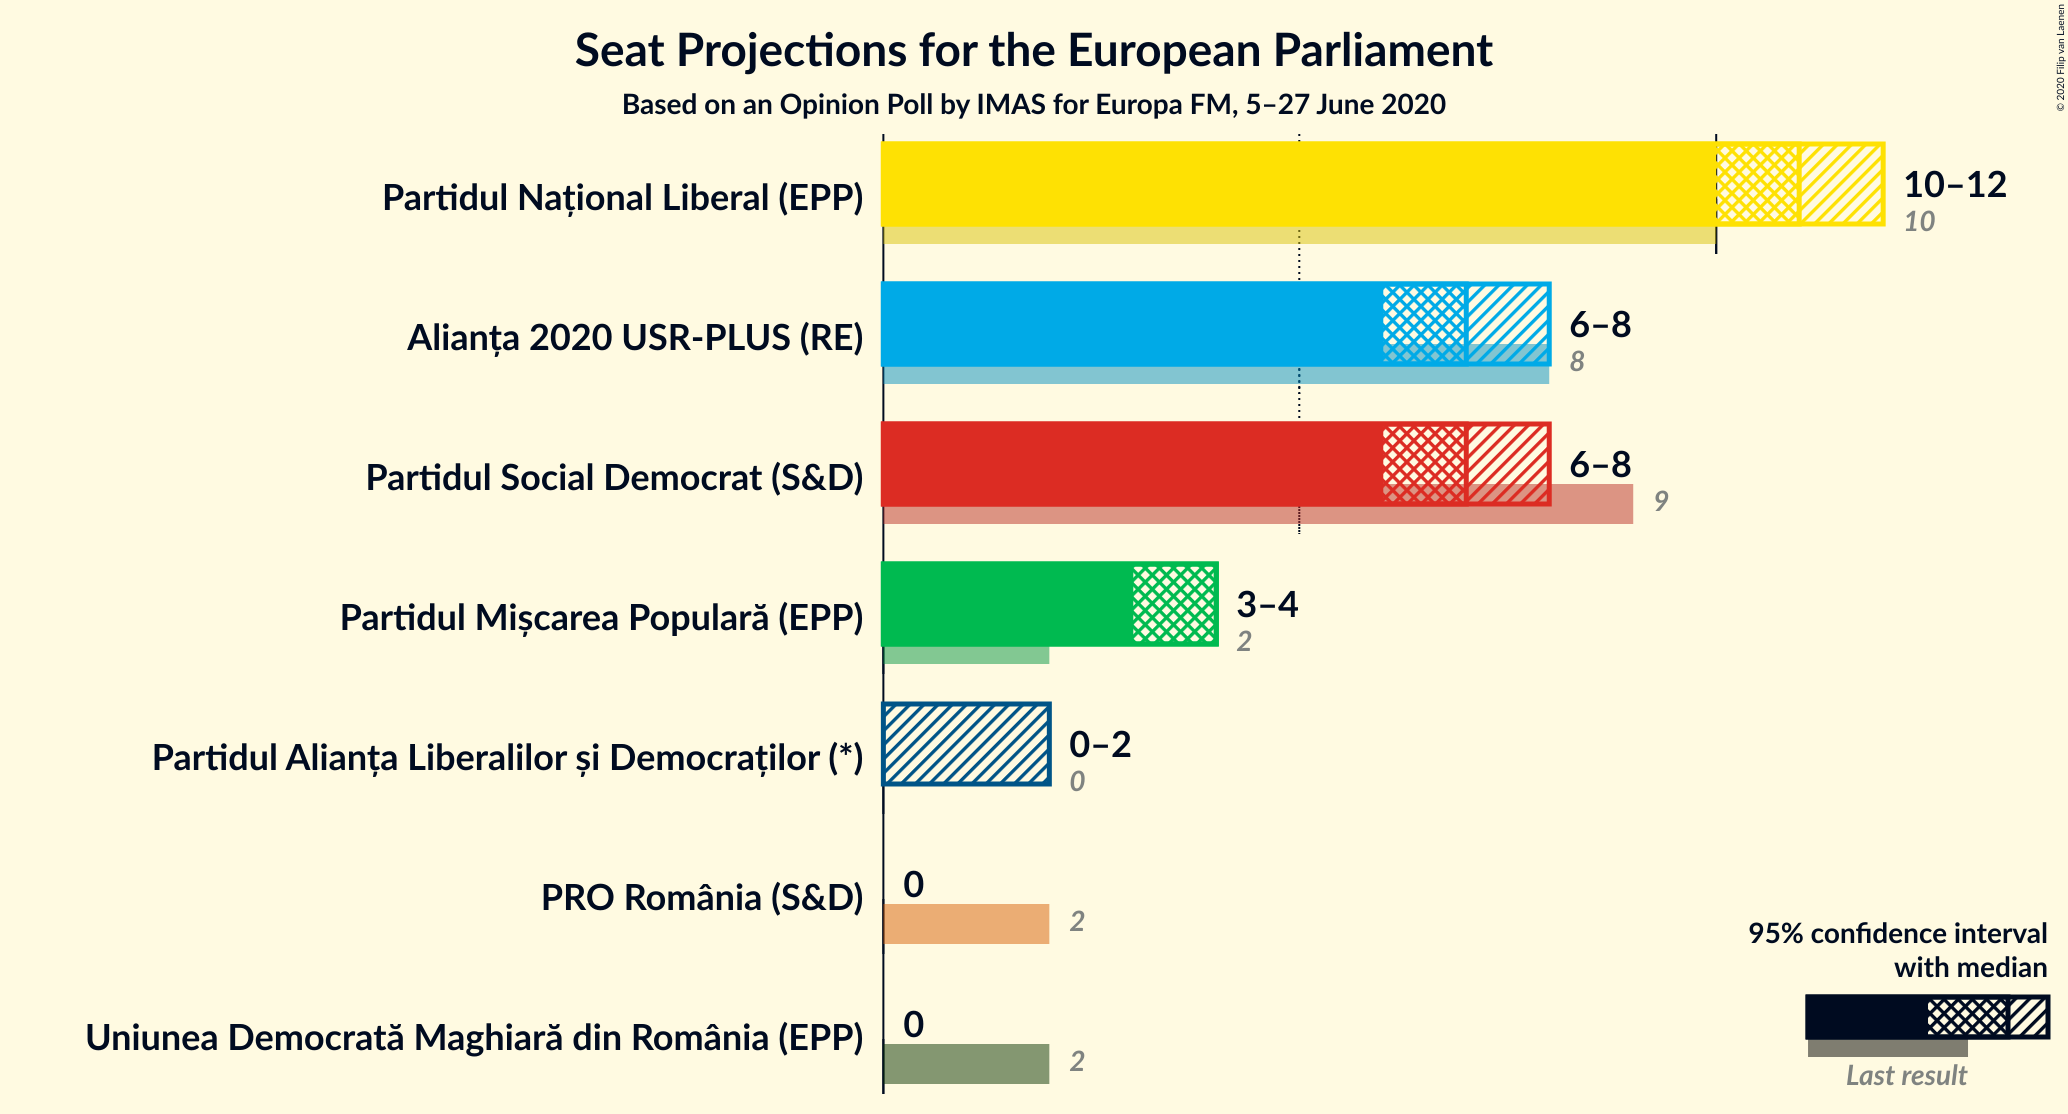 Seat Projections for the European Parliament
Based on an Opinion Poll by IMAS for Europa FM, 5–27 June 2020
© 2020 Filip van Laenen
Partidul Național Liberal (EPP)
10–12
10
Alianța 2020 USR-PLUS (RE)
6–8
8
Partidul Social Democrat (S&D)
6–8
9
Partidul Mișcarea Populară (EPP)
3–4
2
Partidul Alianța Liberalilor și Democraților (*)
0–2
0
PRO România (S&D)
0
2
Uniunea Democrată Maghiară din România (EPP)
0
2
95% confidence interval
with median
Last result